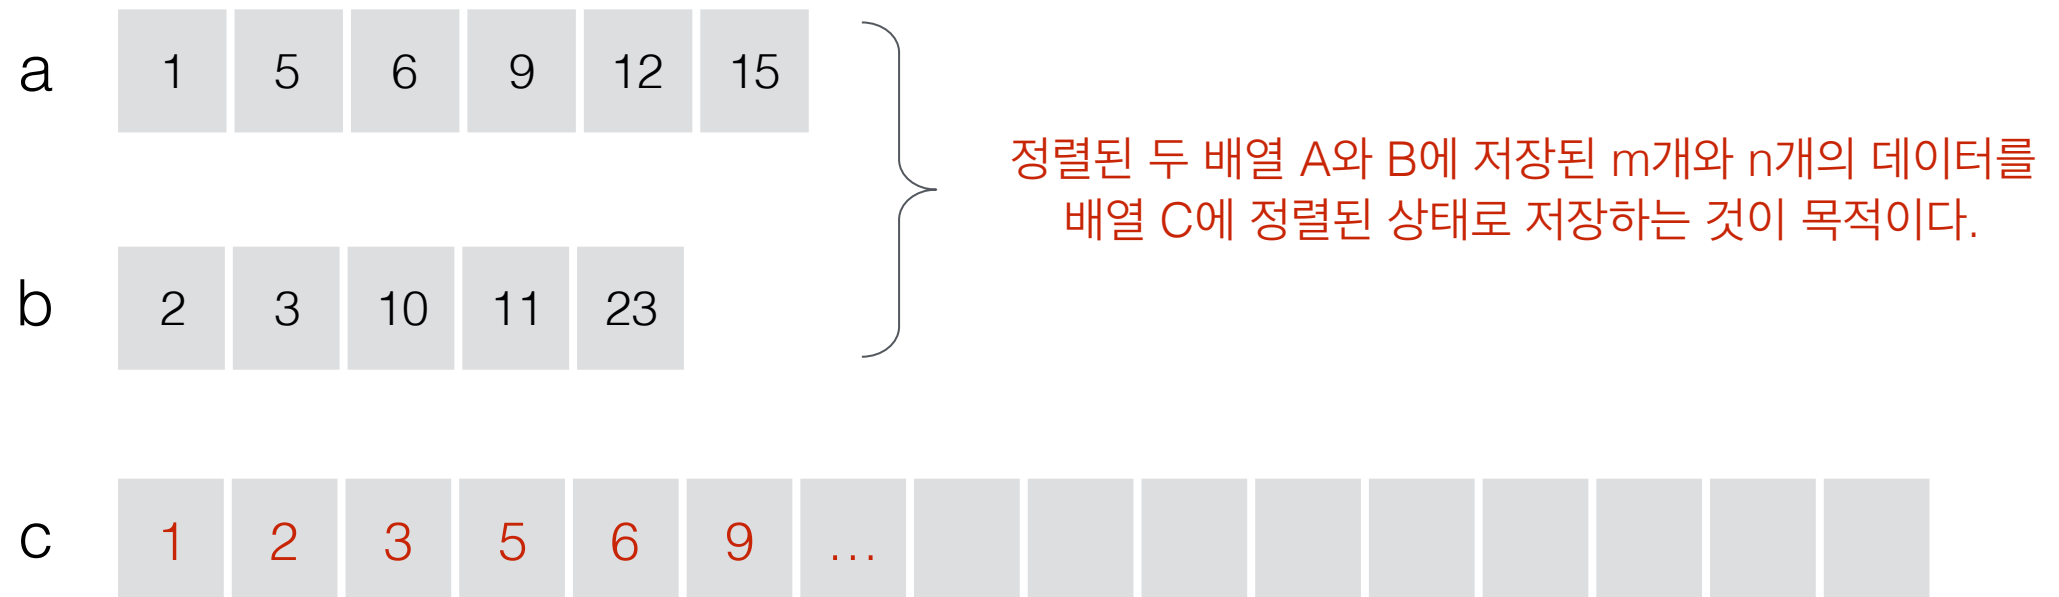 a 1 5 6 9 12 15
정렬된 두 배열 A와 B에 저장된 m개와 n개의 데이터를
배열 C에 정렬된 상태로 저장하는 것이 목적이다.
b 2 3 10 11 23
c 1 2 3 5 6 9 ...